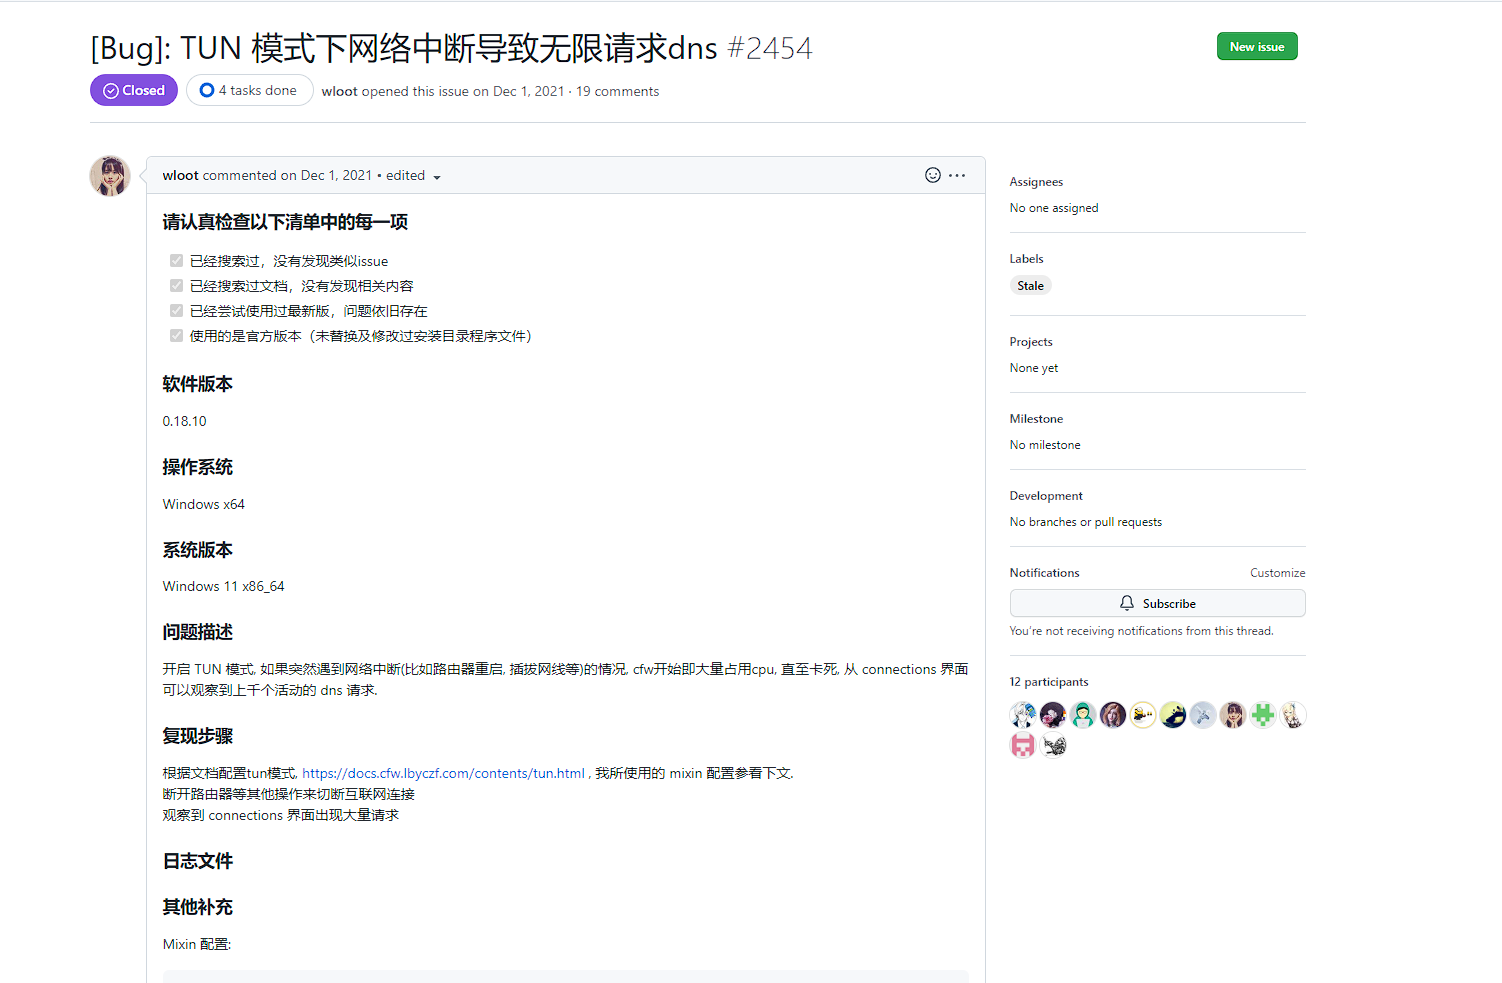 [Bug]: TUN 模式下网络中断导致无限请求dns #2454
New issue
Closed
4 tasks done
wloot opened this issue on Dec 1, 2021 · 19 comments
wloot commented on Dec 1, 2021 • edited
请认真检查以下清单中的每一项
已经搜索过，没有发现类似issue
已经搜索过文档，没有发现相关内容
已经尝试使用过最新版，问题依旧存在
使用的是官方版本（未替换及修改过安装目录程序文件）
软件版本
0.18.10
操作系统
Windows x64
系统版本
Windows 11 x86_64
问题描述
开启 TUN 模式, 如果突然遇到网络中断(比如路由器重启, 插拔网线等)的情况, cfw开始即大量占用cpu, 直至卡死, 从 connections 界面
可以观察到上千个活动的 dns 请求.
复现步骤
根据文档配置tun模式, https://docs.cfw.lbyczf.com/contents/tun.html , 我所使用的 mixin 配置参看下文.
断开路由器等其他操作来切断互联网连接
观察到 connections 界面出现大量请求
日志文件
其他补充
Mixin 配置:
Assignees
No one assigned
Labels
Stale
Projects
None yet
Milestone
No milestone
Development
No branches or pull requests
Notifications
Customize
Subscribe
You're not receiving notifications from this thread.
12 participants